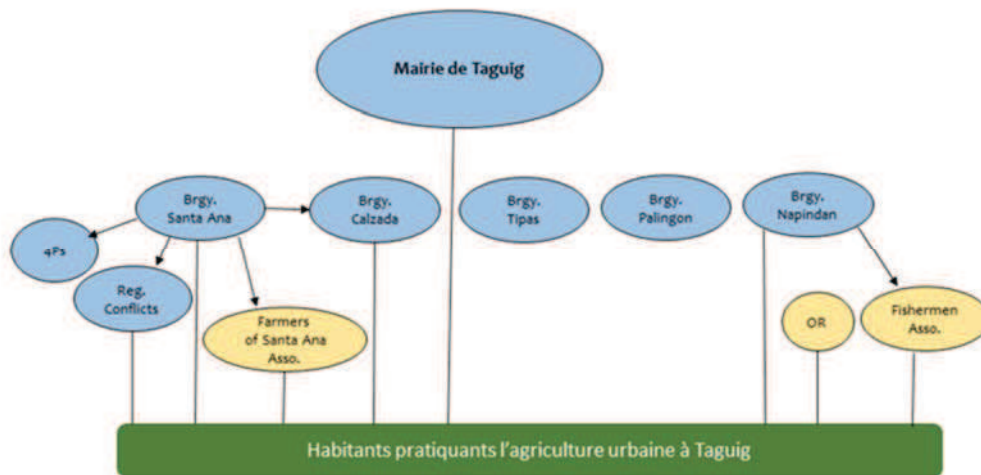 Mairie de Taguig
Brgy.
Santa Ana
Brgy.
Calzada
Brgy.
Tipas
Brgy.
Palingon
Brgy.
Napindan
4Ps
Reg.
Conflicts
Farmers
of Santa Ana
Asso.
OR
Fishermen
Asso.
Habitants pratiquants l'agriculture urbaine à Taguig